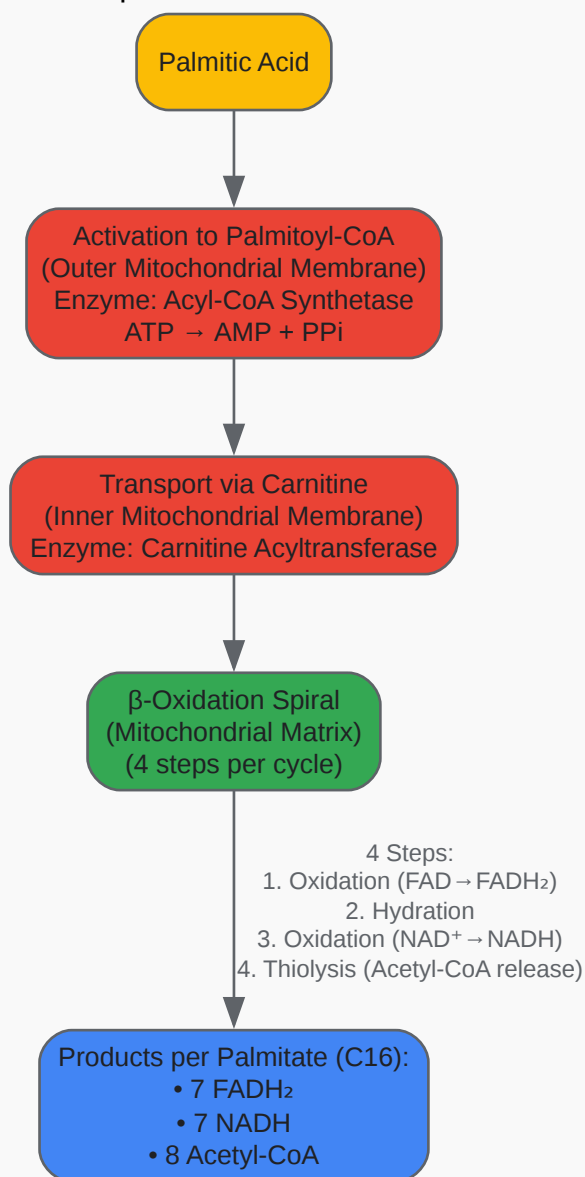 Palmitic Acid
Activation to Palmitoyl-CoA
(Outer Mitochondrial Membrane)
Enzyme: Acyl-CoA Synthetase
ATP → AMP + PPi
Transport via Carnitine
(Inner Mitochondrial Membrane)
Enzyme: Carnitine Acyltransferase
β-Oxidation Spiral
(Mitochondrial Matrix)
(4 steps per cycle)
4 Steps:
1. Oxidation (FAD→FADH₂)
2. Hydration
3. Oxidation (NAD⁺→NADH)
4. Thiolysis (Acetyl-CoA release)
Products per Palmitate (C16):
• 7 FADH₂
• 7 NADH
• 8 Acetyl-CoA